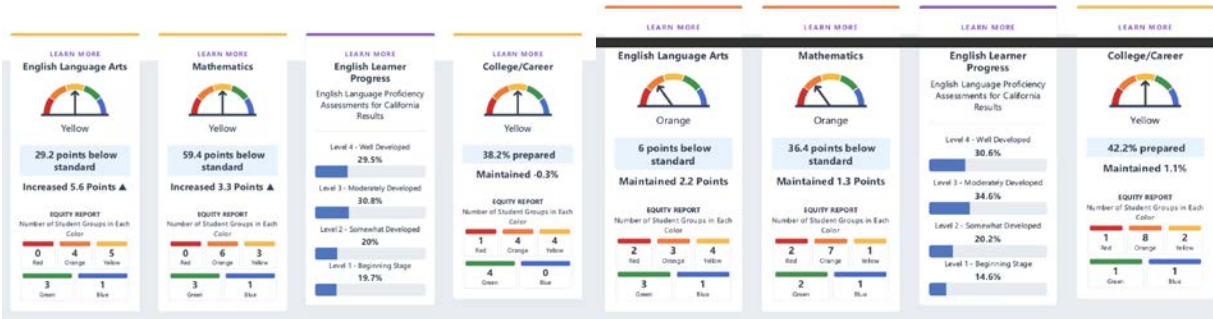 LEARN MORE
English Language Arts
Yellow
29.2 points below
standard
Increased 5.6 Points ▲
EQUITY REPORT
Number of Student Groups in Each
Color
0
Red
4
Orange
5
Yellow
3
Green
1
Blue
LEARN MORE
Mathematics
Yellow
59.4 points below
standard
Increased 3.3 Points ▲
EQUITY REPORT
Number of Student Groups in Each
Color
0
Red
6
Orange
3
Yellow
3
Green
1
Blue
LEARN MORE
English Learner
Progress
English Language Proficiency
Assessments for California
Results
Level 4 - Well Developed
29.5%
Level 3 - Moderately Developed
30.8%
Level 2 - Somewhat Developed
20%
Level 1 - Beginning Stage
19.7%
LEARN MORE
College/Career
Yellow
38.2% prepared
Maintained -0.3%
EQUITY REPORT
Number of Student Groups in Each
Color
1
Red
4
Orange
4
Yellow
4
Green
0
Blue
LEARN MORE
English Language Arts
Orange
6 points below
standard
Maintained 2.2 Points
EQUITY REPORT
Number of Student Groups in Each
Color
2
Red
3
Orange
4
Yellow
3
Green
1
Blue
LEARN MORE
Mathematics
Orange
36.4 points below
standard
Maintained 1.3 Points
EQUITY REPORT
Number of Student Groups in Each
Color
2
Red
7
Orange
1
Yellow
2
Green
1
Blue
LEARN MORE
English Learner
Progress
English Language Proficiency
Assessments for California
Results
Level 4 - Well Developed
30.6%
Level 3 - Moderately Developed
34.6%
Level 2 - Somewhat Developed
20.2%
Level 1 - Beginning Stage
14.6%
LEARN MORE
College/Career
Yellow
42.2% prepared
Maintained 1.1%
EQUITY REPORT
Number of Student Groups in Each
Color
1
Red
8
Orange
2
Yellow
1
Green
1
Blue